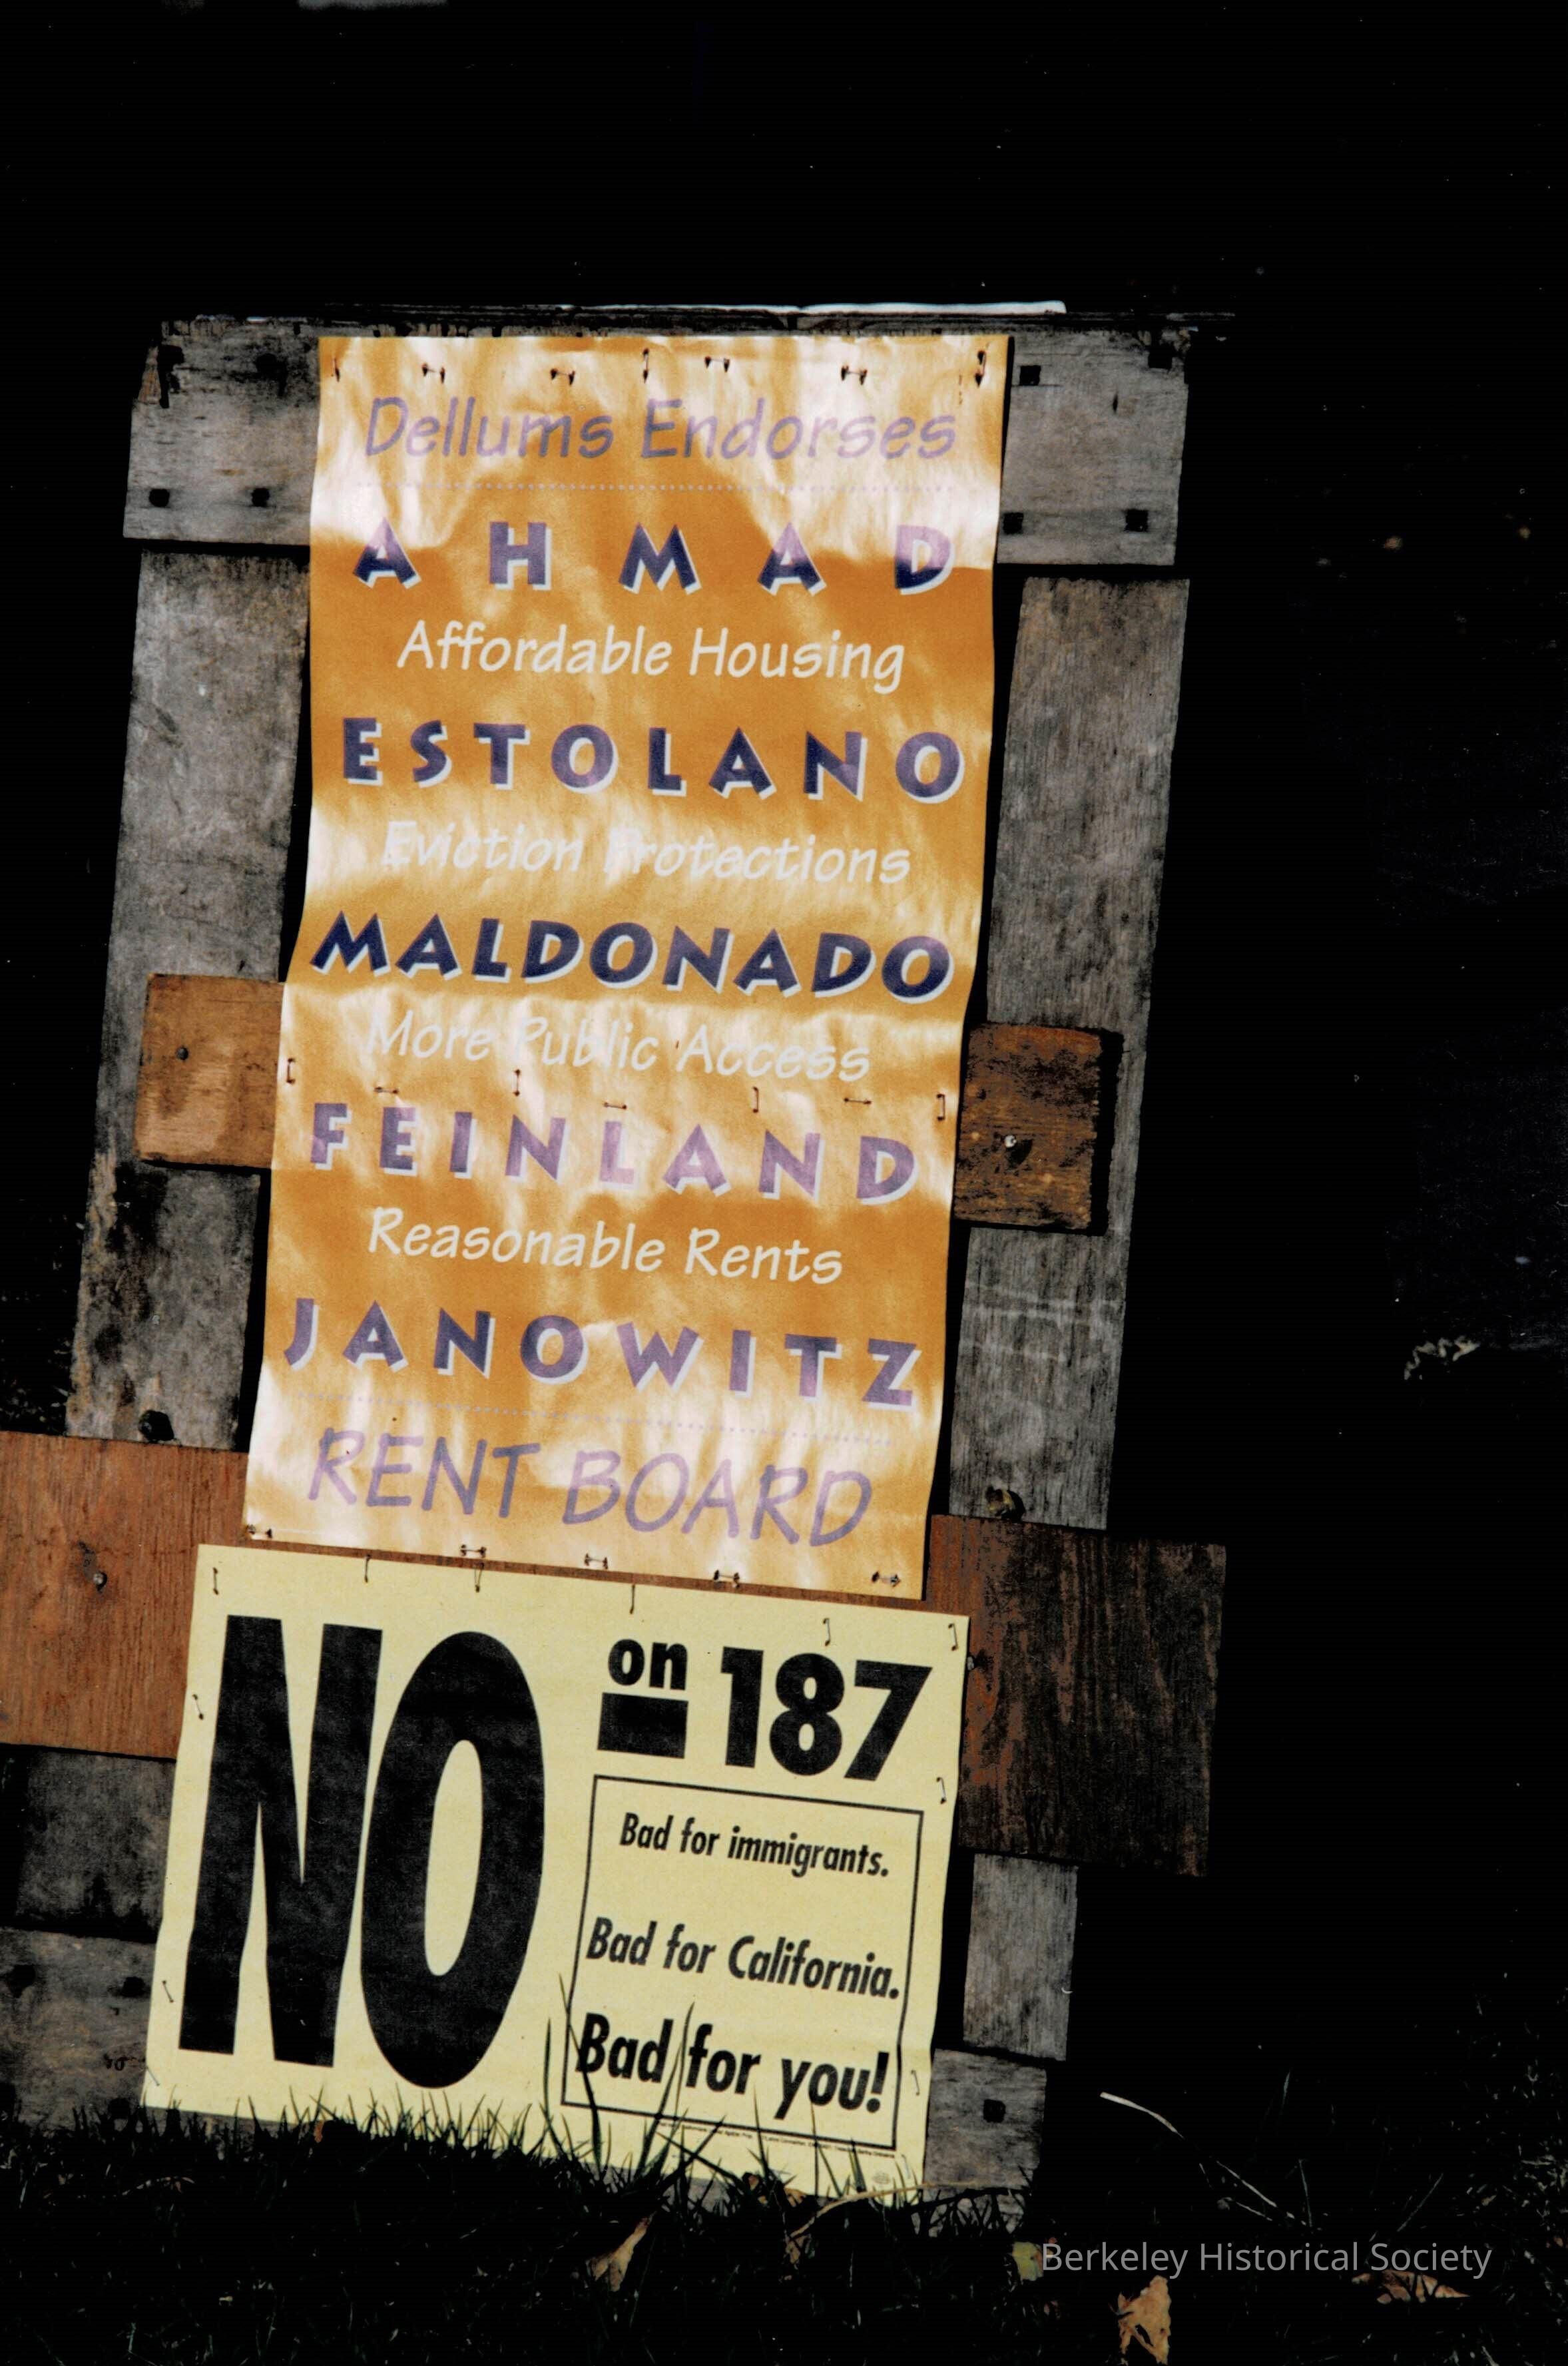 Dellums Endorses
AHMAD
Affordable Housing
ESTOLANO
Eviction Protections
MALDONADO
More Public Access
FEINLAND
Reasonable Rents
JANOWITZ
RENT BOARD
NO
on 187
Bad for immigrants.
Bad for California.
Bad for you!
Berkeley Historical Society